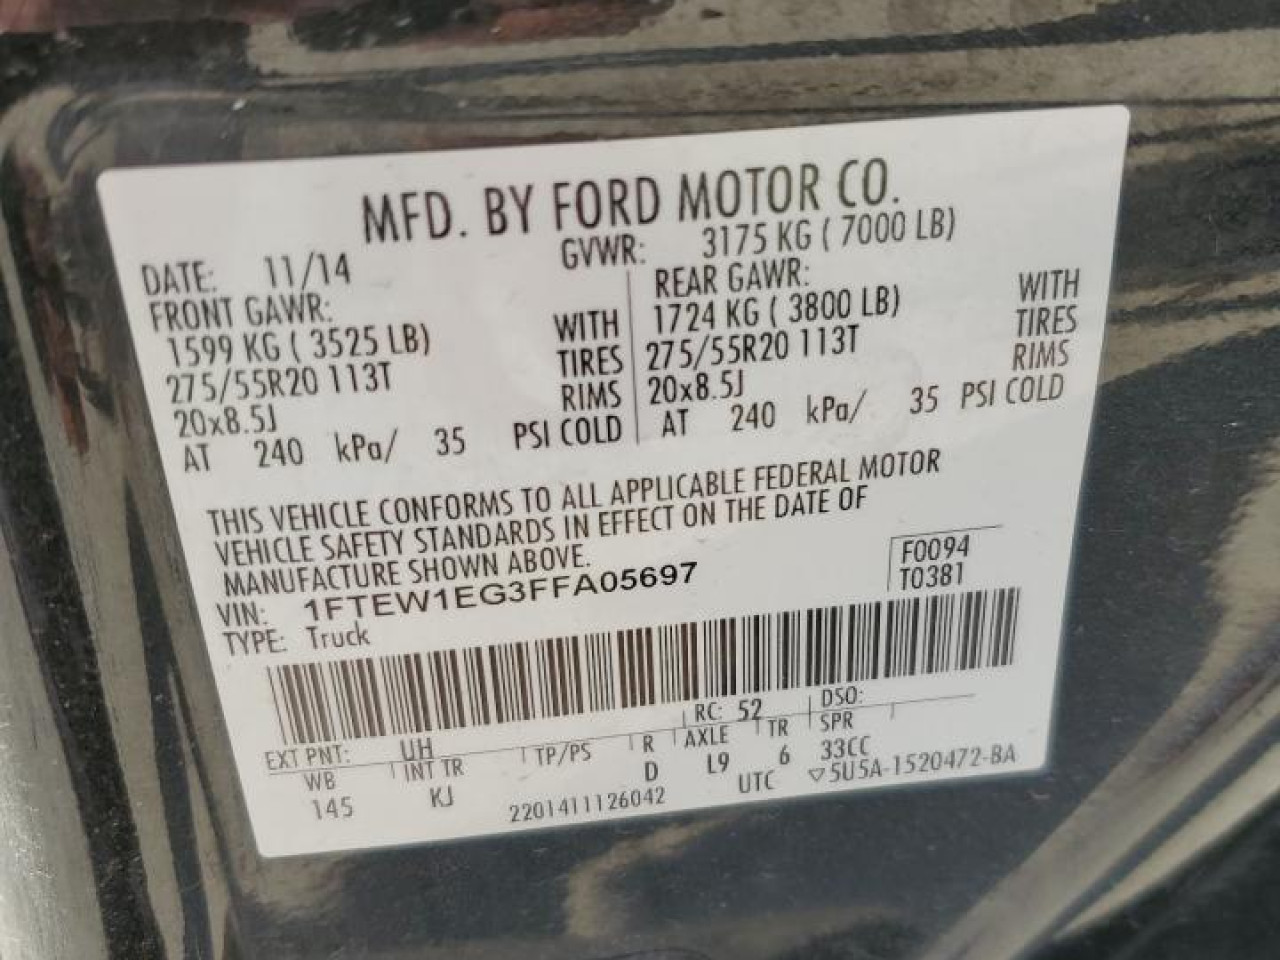 MFD. BY FORD MOTOR CO.
DATE: 11/14 GVWR: 3175 KG ( 7000 LB)
FRONT GAWR: REAR GAWR:
1599 KG ( 3525 LB) WITH 1724 KG ( 3800 LB) WITH
275/55R20 113T TIRES 275/55R20 113T TIRES
20x8.5J RIMS 20x8.5J RIMS
AT 240 kPa/ 35 PSI COLD AT 240 kPa/ 35 PSI COLD
THIS VEHICLE CONFORMS TO ALL APPLICABLE FEDERAL MOTOR
VEHICLE SAFETY STANDARDS IN EFFECT ON THE DATE OF
MANUFACTURE SHOWN ABOVE.
VIN: 1FTEW1EG3FFA05697 F0094
TYPE: Truck T0381
EXT PNT: UH RC: 52 DSO:
WB INT TR TP/PS R AXLE TR SPR
145 KJ D L9 6 33CC
2201411126042 UTC ▽5U5A-1520472-BA